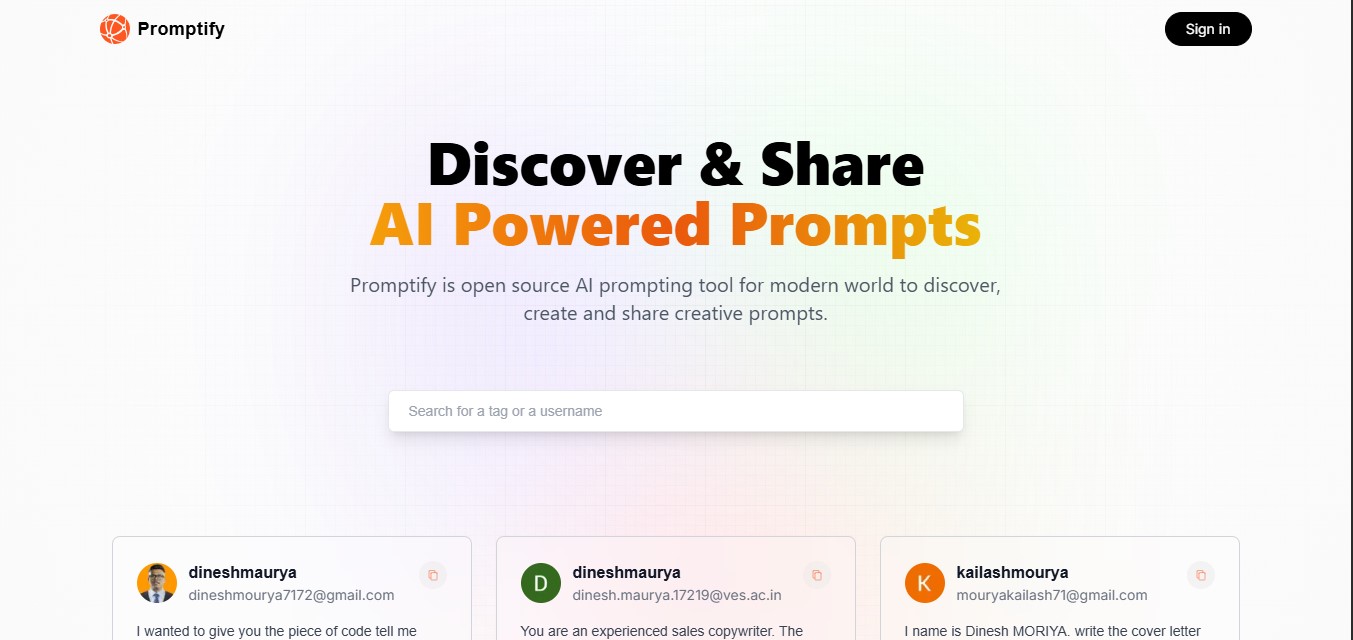 Promptify
Sign in
Discover & Share
AI Powered Prompts
Promptify is open source AI prompting tool for modern world to discover,
create and share creative prompts.
Search for a tag or a username
dineshmaurya
dineshmourya7172@gmail.com
I wanted to give you the piece of code tell me
D
dineshmaurya
dinesh.maurya.17219@ves.ac.in
You are an experienced sales copywriter. The
K
kailashmourya
mouryakailash71@gmail.com
I name is Dinesh MORIYA. write the cover letter